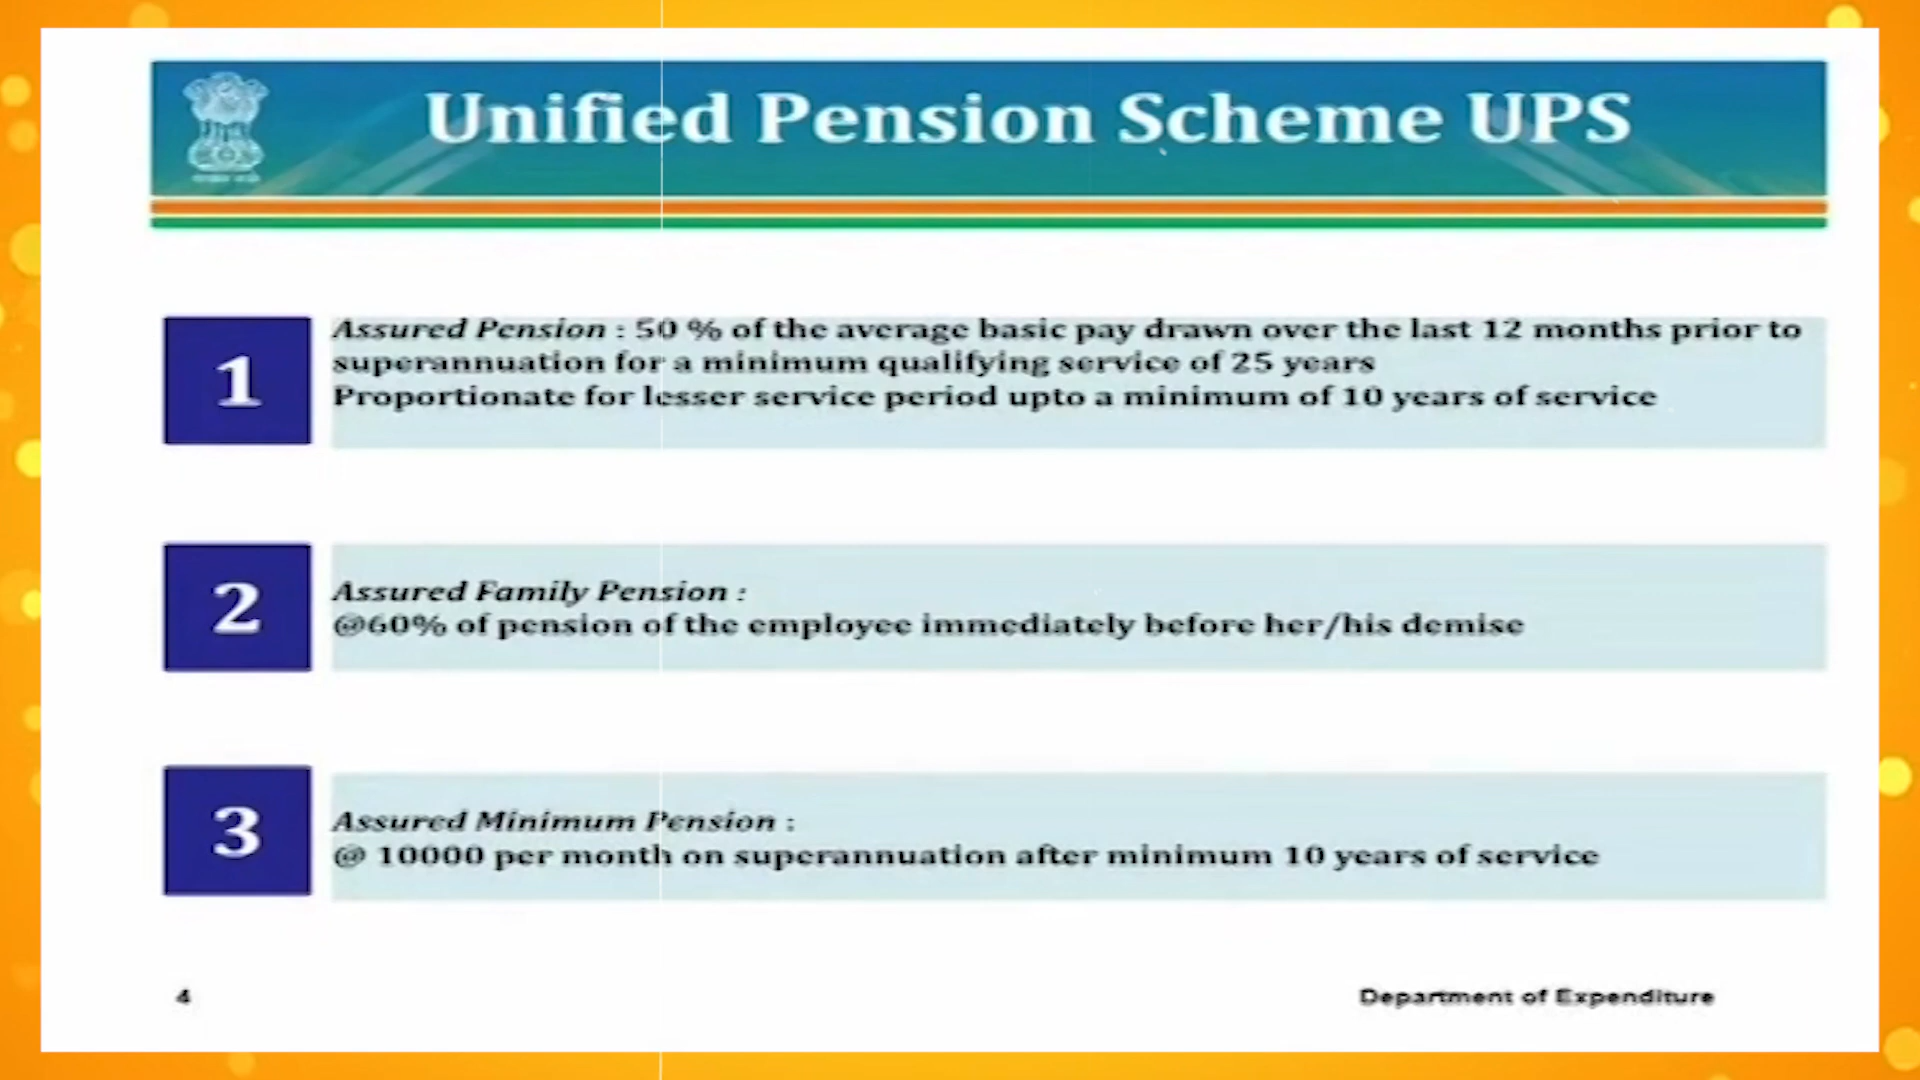 Unified Pension Scheme UPS
1
Assured Pension : 50 % of the average basic pay drawn over the last 12 months prior to
superannuation for a minimum qualifying service of 25 years
Proportionate for lesser service period upto a minimum of 10 years of service
2
Assured Family Pension :
@60% of pension of the employee immediately before her/his demise
3
Assured Minimum Pension :
@ 10000 per month on superannuation after minimum 10 years of service
4
Department of Expenditure